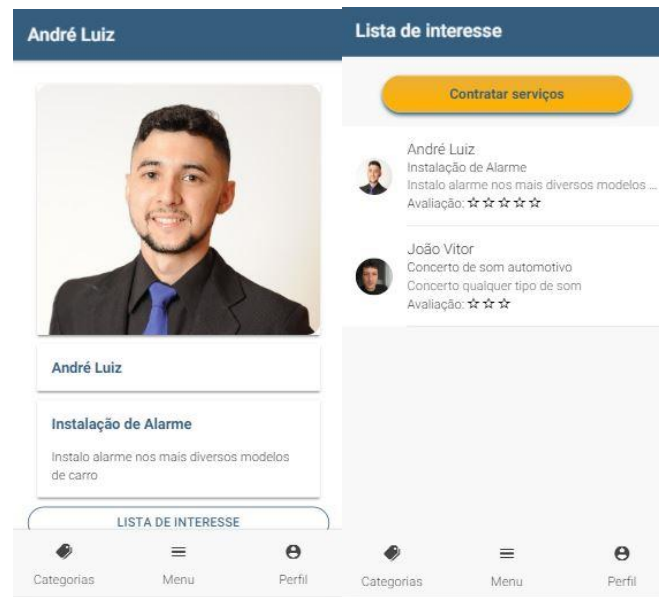 André Luiz
André Luiz
Instalação de Alarme
Instalo alarme nos mais diversos modelos
de carro
LISTA DE INTERESSE
Categorias
Menu
Perfil
Lista de interesse
Contratar serviços
André Luiz
Instalação de Alarme
Instalo alarme nos mais diversos modelos ...
Avaliação: ☆☆☆☆☆
João Vitor
Concerto de som automotivo
Concerto qualquer tipo de som
Avaliação: ☆☆☆
Categorias
Menu
Perfil